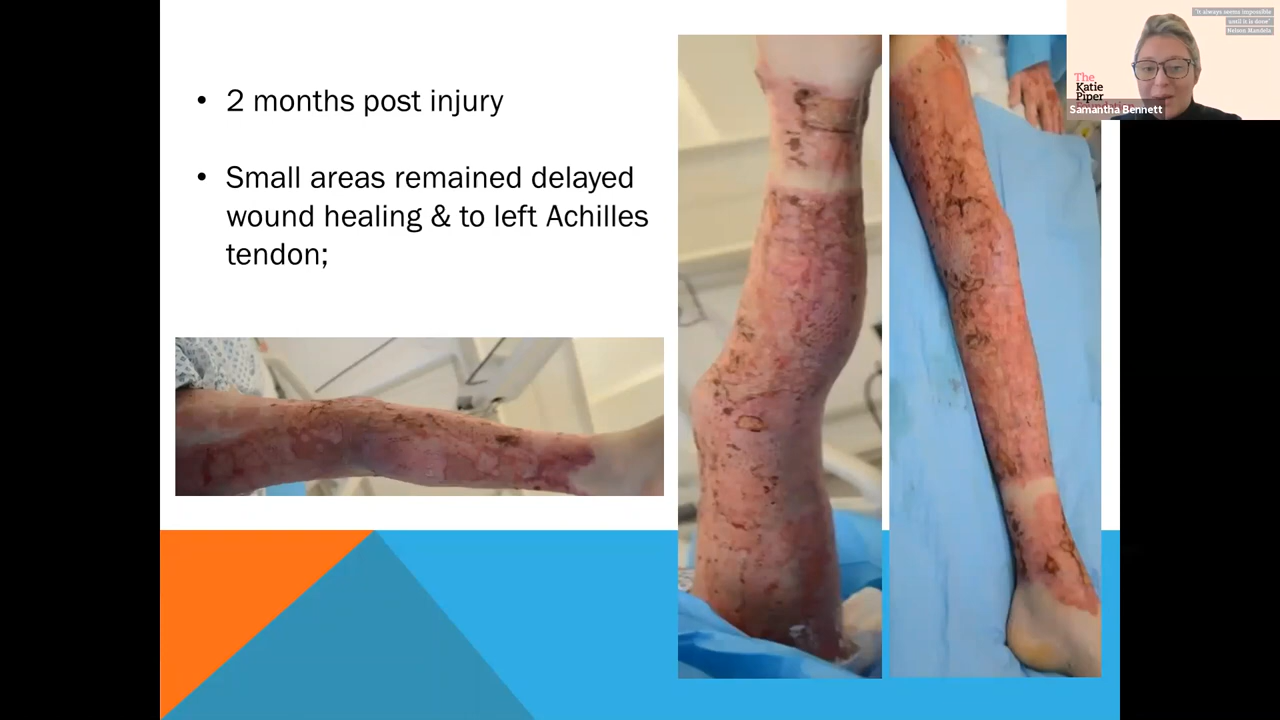 • 2 months post injury
• Small areas remained delayed
wound healing & to left Achilles
tendon;
"It always seems impossible
until it is done"
Nelson Mandela
The
Katie
Piper
Samantha Bennett